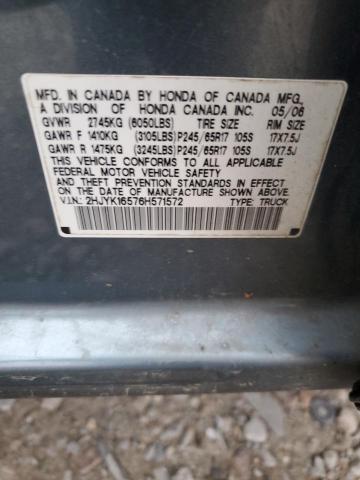 MFD. IN CANADA BY HONDA OF CANADA MFG.,
A DIVISION OF HONDA CANADA INC. 05/06
GVWR 2745KG (6050LBS) TIRE SIZE RIM SIZE
GAWR F 1410KG (3105LBS) P245/65R17 105S 17X7.5J
GAWR R 1475KG (3245LBS) P245/65R17 105S 17X7.5J
THIS VEHICLE CONFORMS TO ALL APPLICABLE
FEDERAL MOTOR VEHICLE SAFETY
AND THEFT PREVENTION STANDARDS IN EFFECT
ON THE DATE OF MANUFACTURE SHOWN ABOVE.
V.I.N.: 2HJYK16576H571572 TYPE: TRUCK